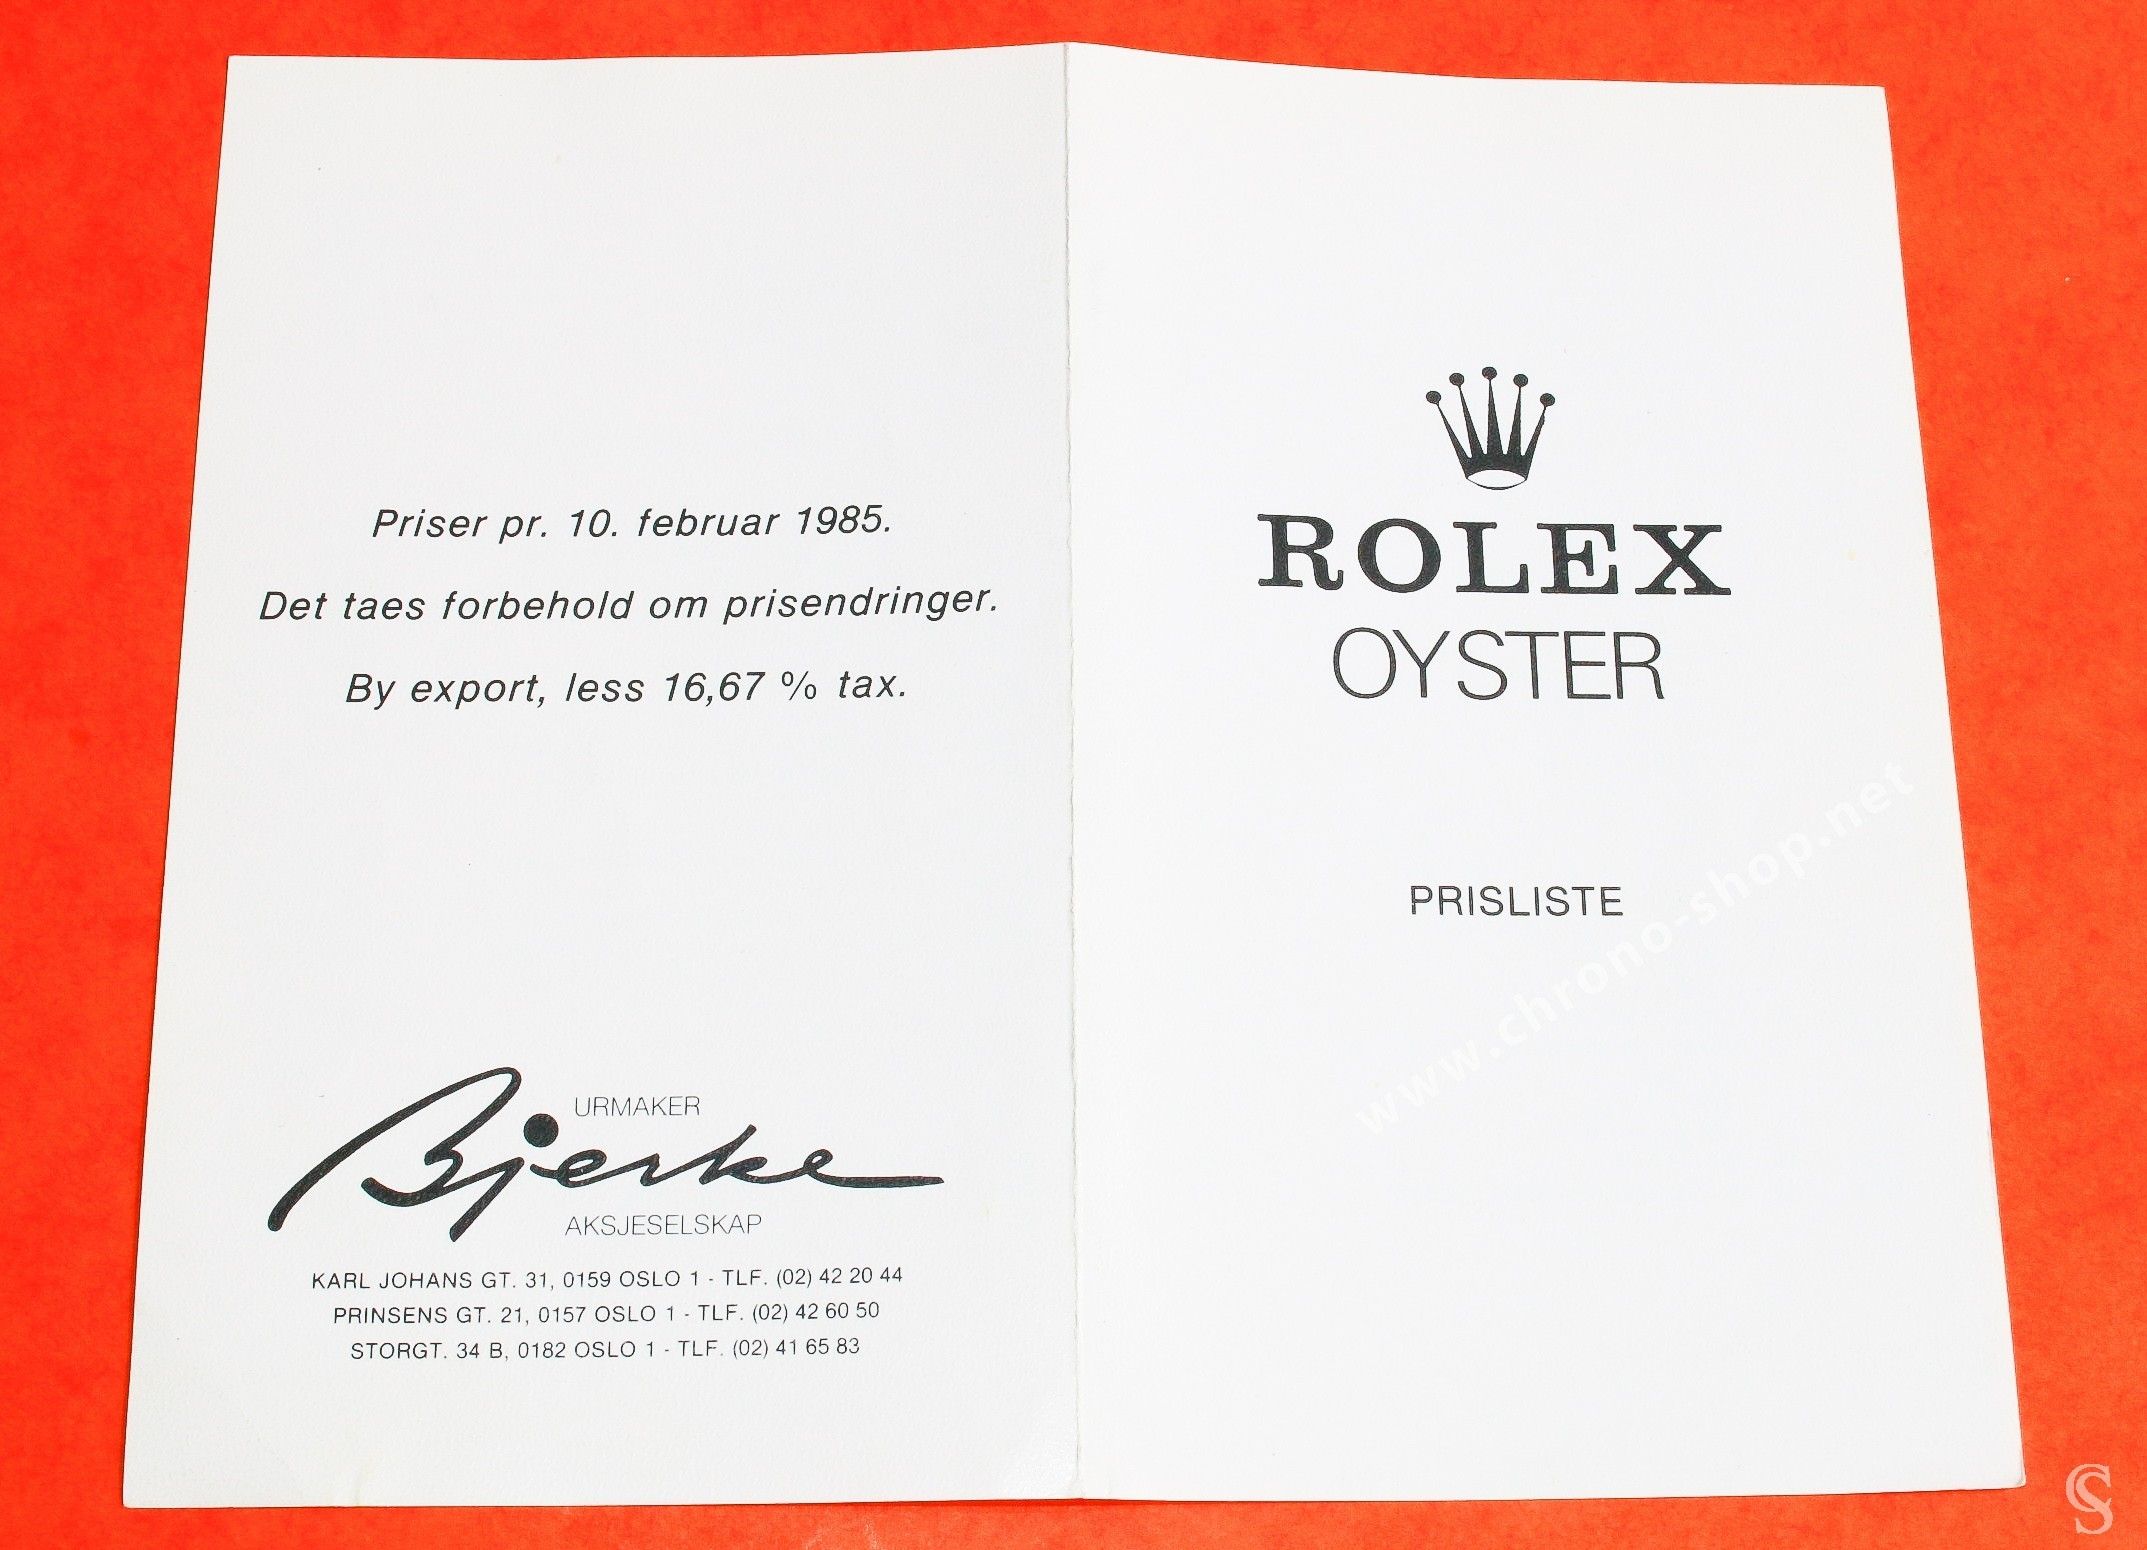 Priser pr. 10. februar 1985.
Det taes forbehold om prisendringer.
By export, less 16,67 % tax.
URMAKER
Bjerke
AKSJESELSKAP
KARL JOHANS GT. 31, 0159 OSLO 1 - TLF. (02) 42 20 44
PRINSENS GT. 21, 0157 OSLO 1 - TLF. (02) 42 60 50
STORGT. 34 B, 0182 OSLO 1 - TLF. (02) 41 65 83
ROLEX
OYSTER
PRISLISTE
www.chrono-shop.net